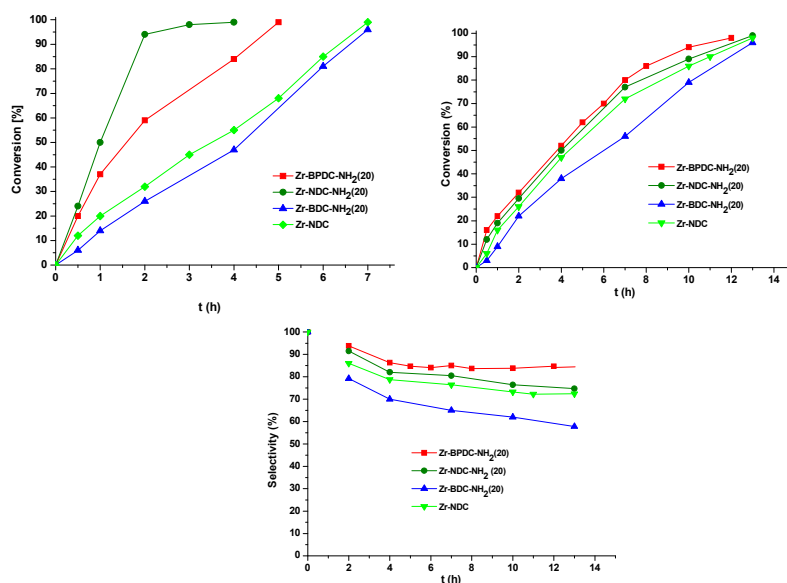 100
90
80
70
60
50
40
30
20
10
0
Conversion [%]
0 1 2 3 4 5 6 7
t (h)
Zr-BPDC-NH2(20)
Zr-NDC-NH2(20)
Zr-BDC-NH2(20)
Zr-NDC
100
90
80
70
60
50
40
30
20
10
0
Conversion (%)
0 2 4 6 8 10 12 14
t (h)
Zr-BPDC-NH2(20)
Zr-NDC-NH2(20)
Zr-BDC-NH2(20)
Zr-NDC
100
90
80
70
60
50
40
30
20
10
0
Selectivity (%)
0 2 4 6 8 10 12 14
t (h)
Zr-BPDC-NH2(20)
Zr-NDC-NH2 (20)
Zr-BDC-NH2(20)
Zr-NDC